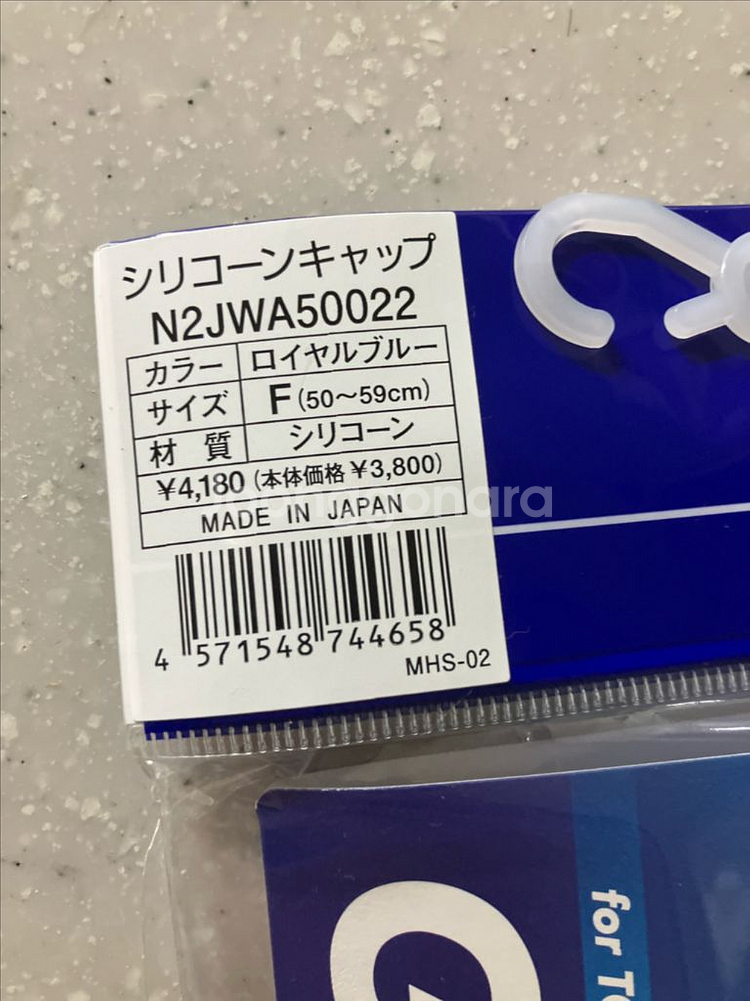 シリコーンキャップ
N2JWA50022
カラー ロイヤルブルー
サイズ F(50〜59cm)
材 質 シリコーン
¥4,180(本体価格¥3,800)
MADE IN JAPAN
4 571548 744658
MHS-02
for